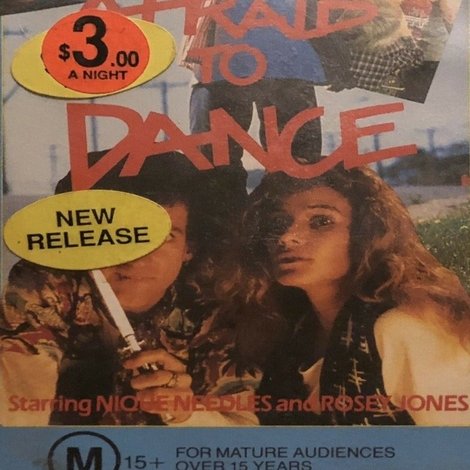 $3.00
A NIGHT
AFRAID
TO
DANCE
NEW
RELEASE
Starring NIQUE NEEDLES and ROSEY JONES
M 15+
FOR MATURE AUDIENCES
OVER 15 YEARS